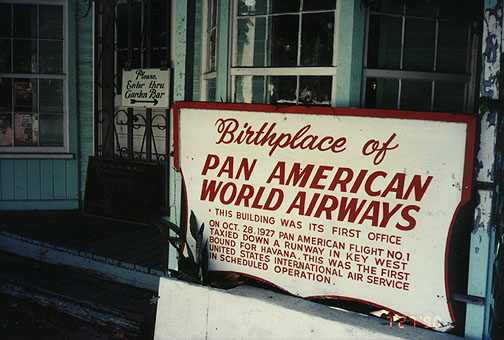 Please,
Enter thru
Garden Bar
Birthplace of
PAN AMERICAN
WORLD AIRWAYS
• THIS BUILDING WAS ITS FIRST OFFICE
ON OCT. 28.1927 PAN AMERICAN FLIGHT NO.1
TAXIED DOWN A RUNWAY IN KEY WEST
BOUND FOR HAVANA. THIS WAS THE FIRST
UNITED STATES INTERNATIONAL AIR SERVICE
IN SCHEDULED OPERATION.